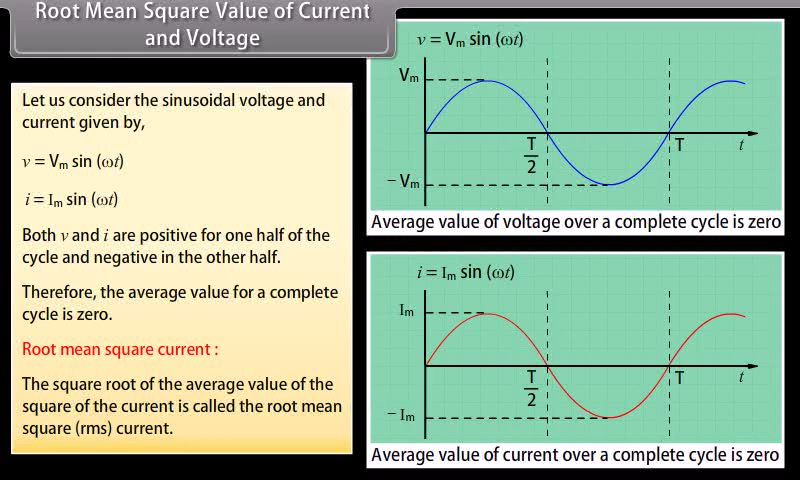 Root Mean Square Value of Current
and Voltage
Let us consider the sinusoidal voltage and
current given by,
v = Vm sin (ωt)
i = Im sin (ωt)
Both v and i are positive for one half of the
cycle and negative in the other half.
Therefore, the average value for a complete
cycle is zero.
Root mean square current :
The square root of the average value of the
square of the current is called the root mean
square (rms) current.
v = Vm sin (ωt)
Vm
T
2
T
t
– Vm
Average value of voltage over a complete cycle is zero
i = Im sin (ωt)
Im
T
2
T
t
– Im
Average value of current over a complete cycle is zero